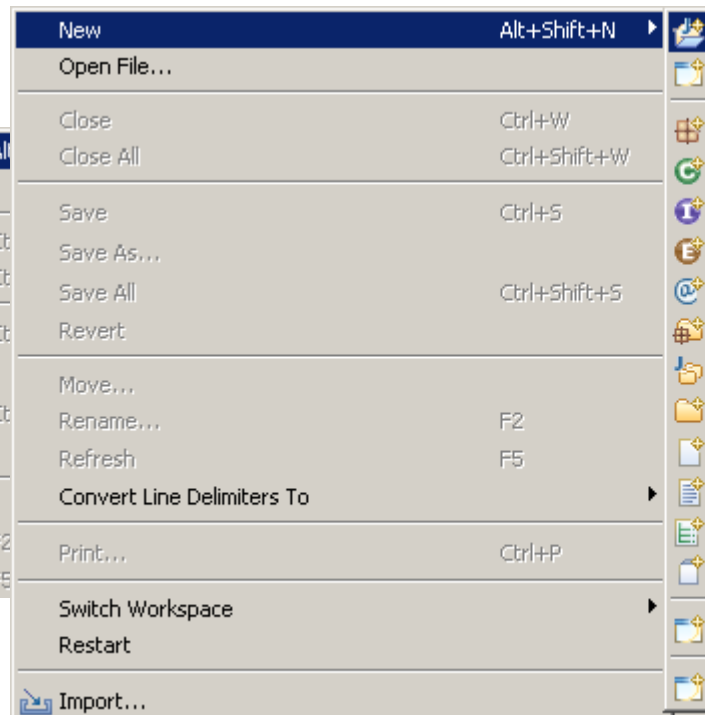 New Alt+Shift+N
Open File...
Close Ctrl+W
Close All Ctrl+Shift+W
Save Ctrl+S
Save As...
Save All Ctrl+Shift+S
Revert
Move...
Rename... F2
Refresh F5
Convert Line Delimiters To
Print... Ctrl+P
Switch Workspace
Restart
Import...